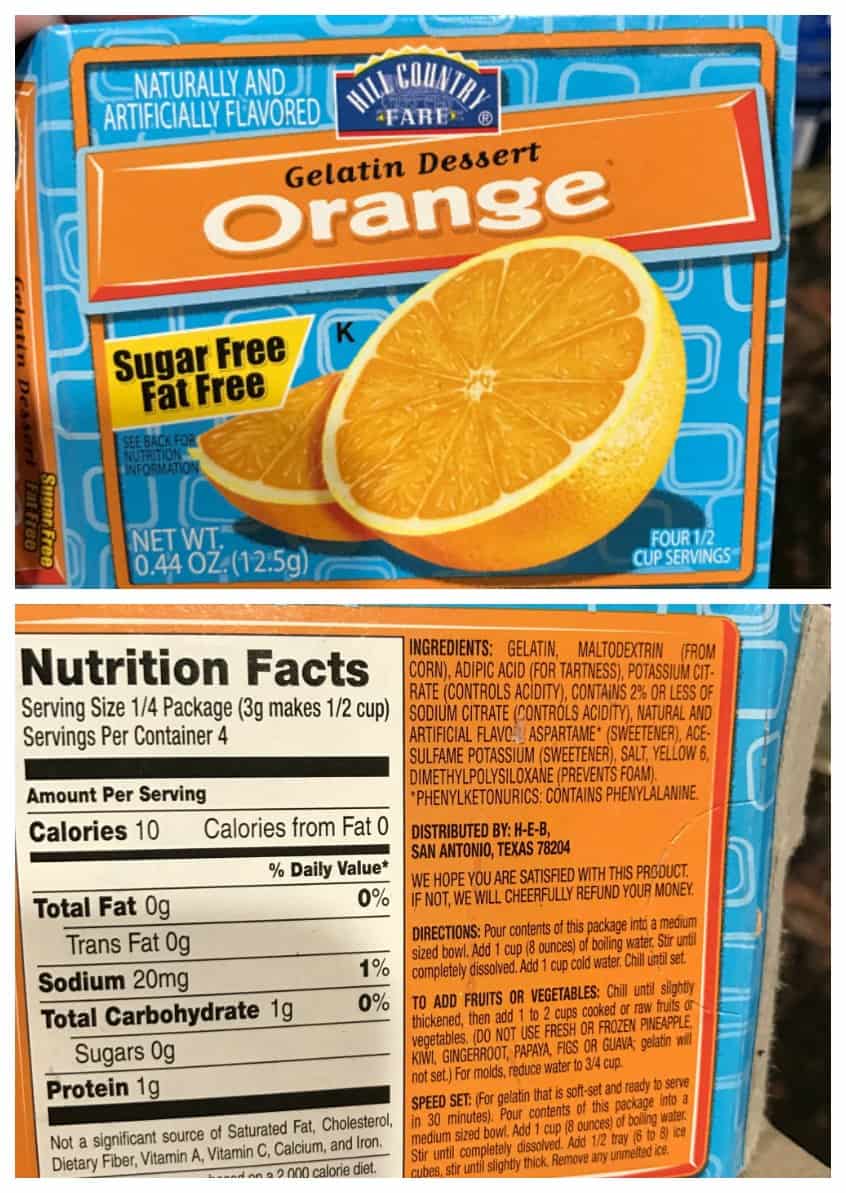 NATURALLY AND
ARTIFICIALLY FLAVORED
HILL COUNTRY
FARE ®
Gelatin Dessert
Orange
K
Sugar Free
Fat Free
SEE BACK FOR
NUTRITION
INFORMATION
NET WT.
0.44 OZ. (12.5g)
FOUR 1/2
CUP SERVINGS
Gelatin Dessert
Sugar Free
Fat Free
Nutrition Facts
Serving Size 1/4 Package (3g makes 1/2 cup)
Servings Per Container 4
Amount Per Serving
Calories 10 Calories from Fat 0
% Daily Value*
Total Fat 0g 0%
Trans Fat 0g
Sodium 20mg 1%
Total Carbohydrate 1g 0%
Sugars 0g
Protein 1g
Not a significant source of Saturated Fat, Cholesterol,
Dietary Fiber, Vitamin A, Vitamin C, Calcium, and Iron.
based on a 2,000 calorie diet.
INGREDIENTS: GELATIN, MALTODEXTRIN (FROM
CORN), ADIPIC ACID (FOR TARTNESS), POTASSIUM CIT-
RATE (CONTROLS ACIDITY), CONTAINS 2% OR LESS OF
SODIUM CITRATE (CONTROLS ACIDITY), NATURAL AND
ARTIFICIAL FLAVOR, ASPARTAME* (SWEETENER), ACE-
SULFAME POTASSIUM (SWEETENER), SALT, YELLOW 6,
DIMETHYLPOLYSILOXANE (PREVENTS FOAM).
*PHENYLKETONURICS: CONTAINS PHENYLALANINE.
DISTRIBUTED BY: H-E-B,
SAN ANTONIO, TEXAS 78204
WE HOPE YOU ARE SATISFIED WITH THIS PRODUCT.
IF NOT, WE WILL CHEERFULLY REFUND YOUR MONEY.
DIRECTIONS: Pour contents of this package into a medium
sized bowl. Add 1 cup (8 ounces) of boiling water. Stir until
completely dissolved. Add 1 cup cold water. Chill until set.
TO ADD FRUITS OR VEGETABLES: Chill until slightly
thickened, then add 1 to 2 cups cooked or raw fruits or
vegetables. (DO NOT USE FRESH OR FROZEN PINEAPPLE,
KIWI, GINGERROOT, PAPAYA, FIGS OR GUAVA; gelatin will
not set.) For molds, reduce water to 3/4 cup.
SPEED SET: (For gelatin that is soft-set and ready to serve
in 30 minutes). Pour contents of this package into a
medium sized bowl. Add 1 cup (8 ounces) of boiling water.
Stir until completely dissolved. Add 1/2 tray (6 to 8) ice
cubes, stir until slightly thick. Remove any unmelted ice.